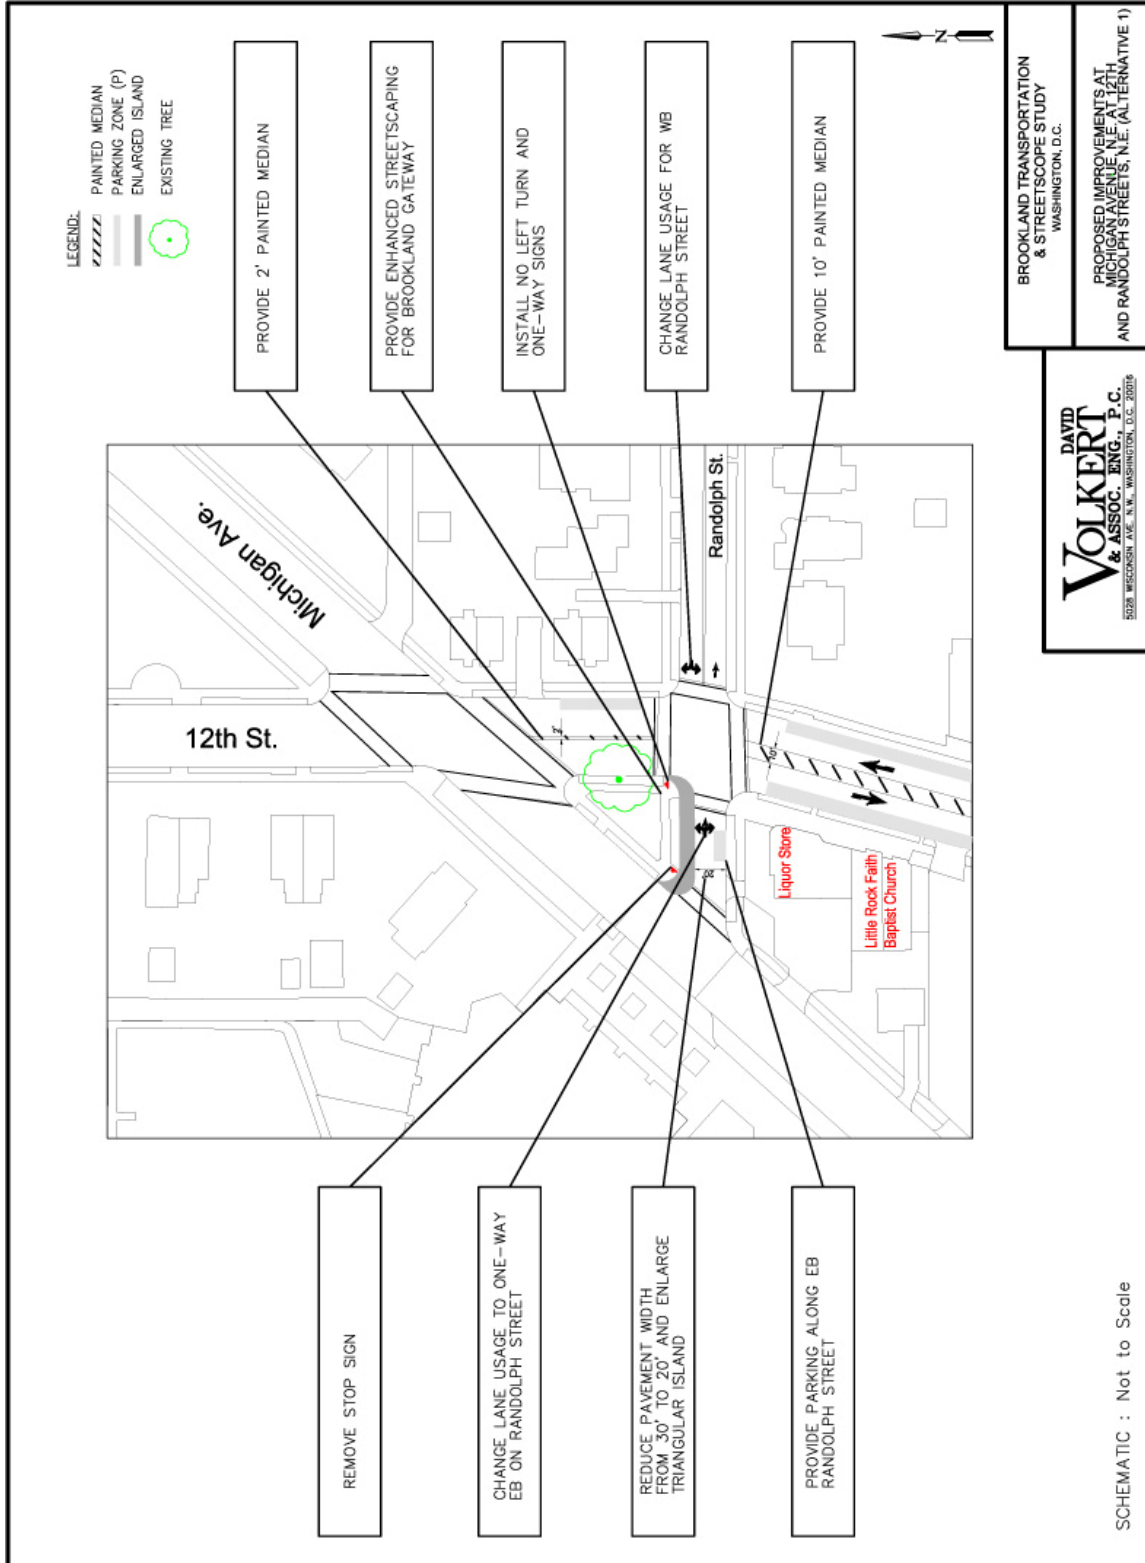 LEGEND:
PAINTED MEDIAN
PARKING ZONE (P)
ENLARGED ISLAND
EXISTING TREE
PROVIDE 2' PAINTED MEDIAN
PROVIDE ENHANCED STREETSCAPING
FOR BROOKLAND GATEWAY
INSTALL NO LEFT TURN AND
ONE-WAY SIGNS
CHANGE LANE USAGE FOR WB
RANDOLPH STREET
PROVIDE 10' PAINTED MEDIAN
N
Michigan Ave.
12th St.
Randolph St.
2'
10'
20'
Liquor Store
Little Rock Faith
Baptist Church
REMOVE STOP SIGN
CHANGE LANE USAGE TO ONE-WAY
EB ON RANDOLPH STREET
REDUCE PAVEMENT WIDTH
FROM 30' TO 20' AND ENLARGE
TRIANGULAR ISLAND
PROVIDE PARKING ALONG EB
RANDOLPH STREET
SCHEMATIC : Not to Scale
DAVID
VOLKERT
& ASSOC. ENG., P.C.
5028 WISCONSIN AVE. N.W., WASHINGTON, D.C. 20016
BROOKLAND TRANSPORTATION
& STREETSCOPE STUDY
WASHINGTON, D.C.
PROPOSED IMPROVEMENTS AT
MICHIGAN AVENUE, N.E. AT 12TH
AND RANDOLPH STREETS, N.E. (ALTERNATIVE 1)